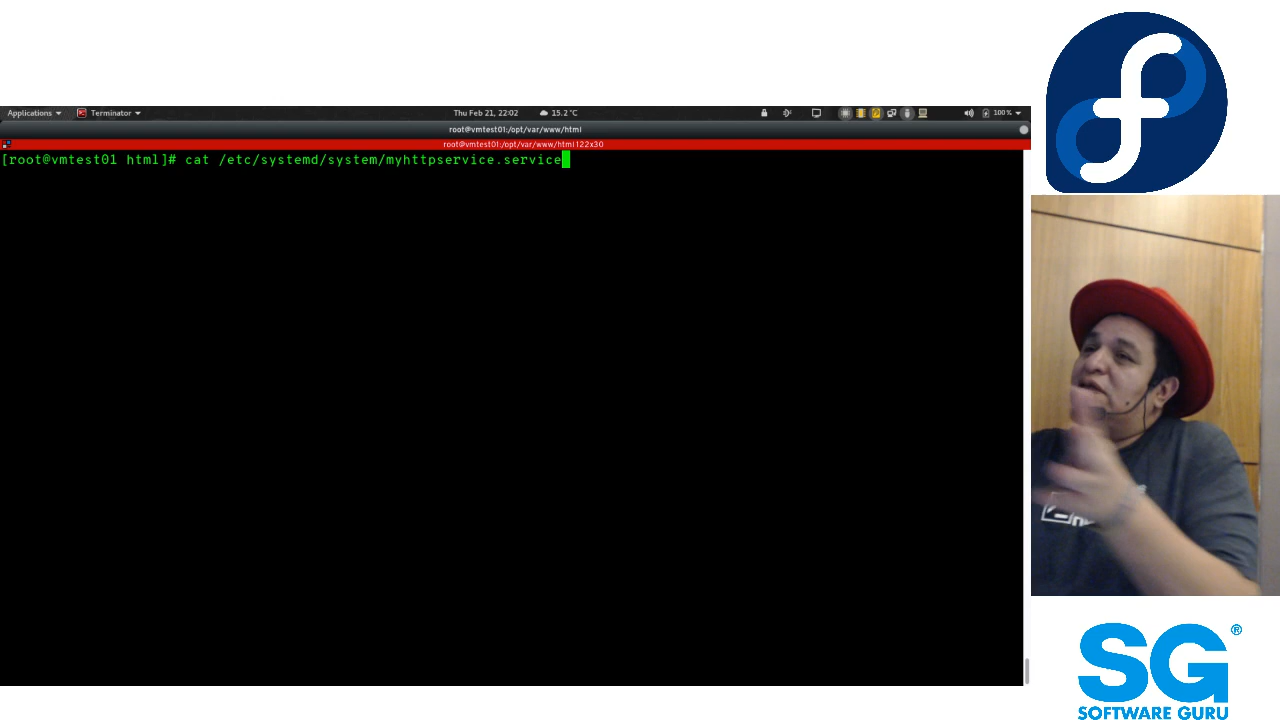 Applications
Terminator
Thu Feb 21, 22:02
15.2 °C
100 %
root@vmtest01:/opt/var/www/html
root@vmtest01:/opt/var/www/html 122x30
[root@vmtest01 html]# cat /etc/systemd/system/myhttpservice.service
SG®
SOFTWARE GURU